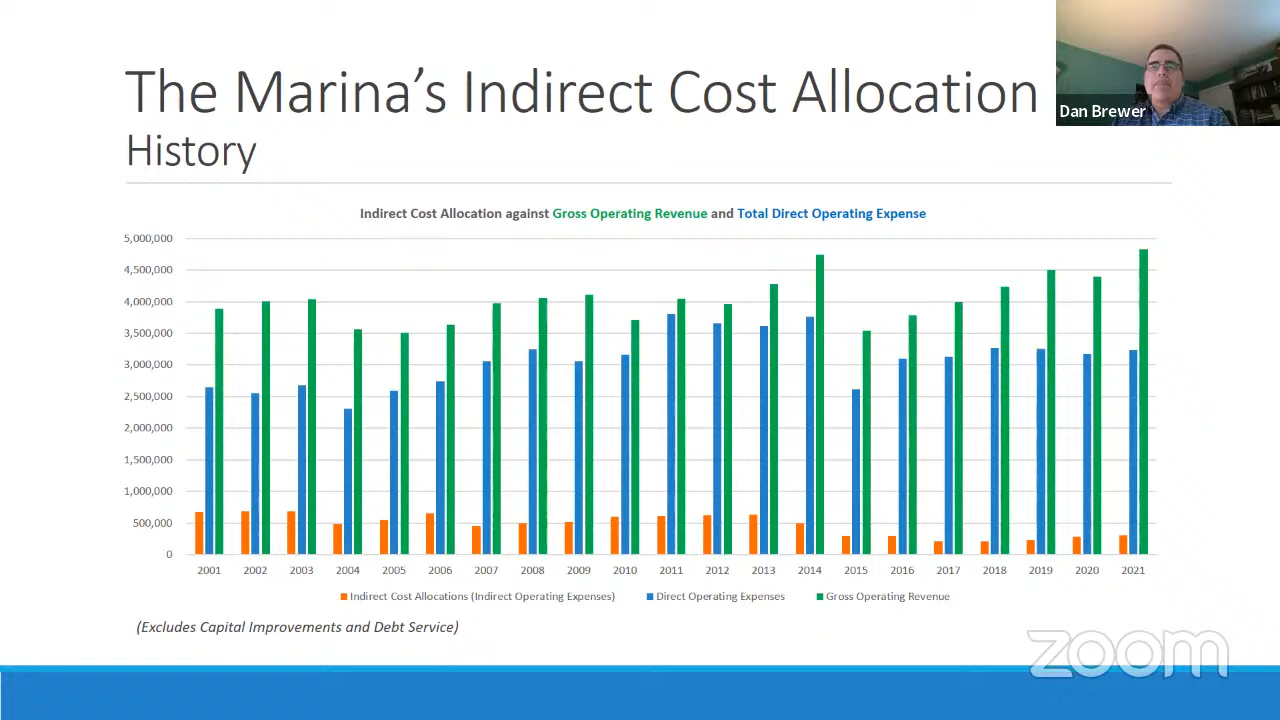 The Marina's Indirect Cost Allocation
History
Dan Brewer
Indirect Cost Allocation against Gross Operating Revenue and Total Direct Operating Expense
5,000,000
4,500,000
4,000,000
3,500,000
3,000,000
2,500,000
2,000,000
1,500,000
1,000,000
500,000
0
2001 2002 2003 2004 2005 2006 2007 2008 2009 2010 2011 2012 2013 2014 2015 2016 2017 2018 2019 2020 2021
Indirect Cost Allocations (Indirect Operating Expenses) Direct Operating Expenses Gross Operating Revenue
(Excludes Capital Improvements and Debt Service)
zoom